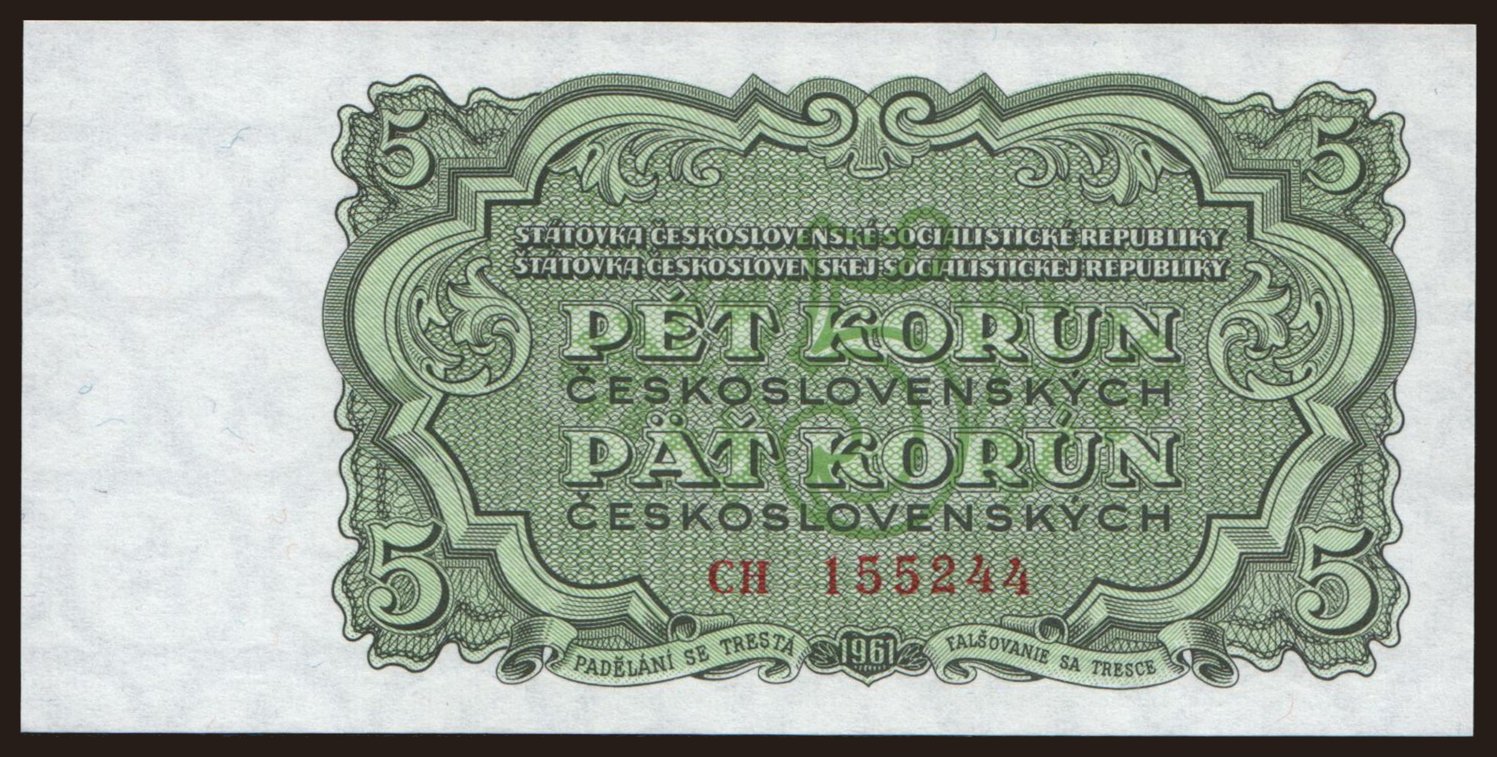 5 5
STÁTOVKA ČESKOSLOVENSKÉ SOCIALISTICKÉ REPUBLIKY
ŠTÁTOVKA ČESKOSLOVENSKEJ SOCIALISTICKEJ REPUBLIKY
5
PĚT KORUN
ČESKOSLOVENSKÝCH
PÄŤ KORÚN
ČESKOSLOVENSKÝCH
5 5
CH 155244
PADĚLÁNÍ SE TRESTÁ 1961 FALŠOVANIE SA TRESCE